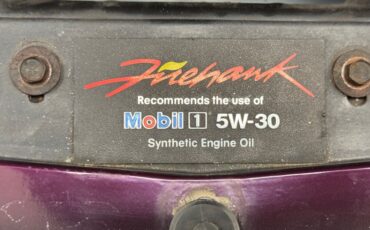 Firehawk
Recommends the use of
Mobil 1 5W-30
Synthetic Engine Oil